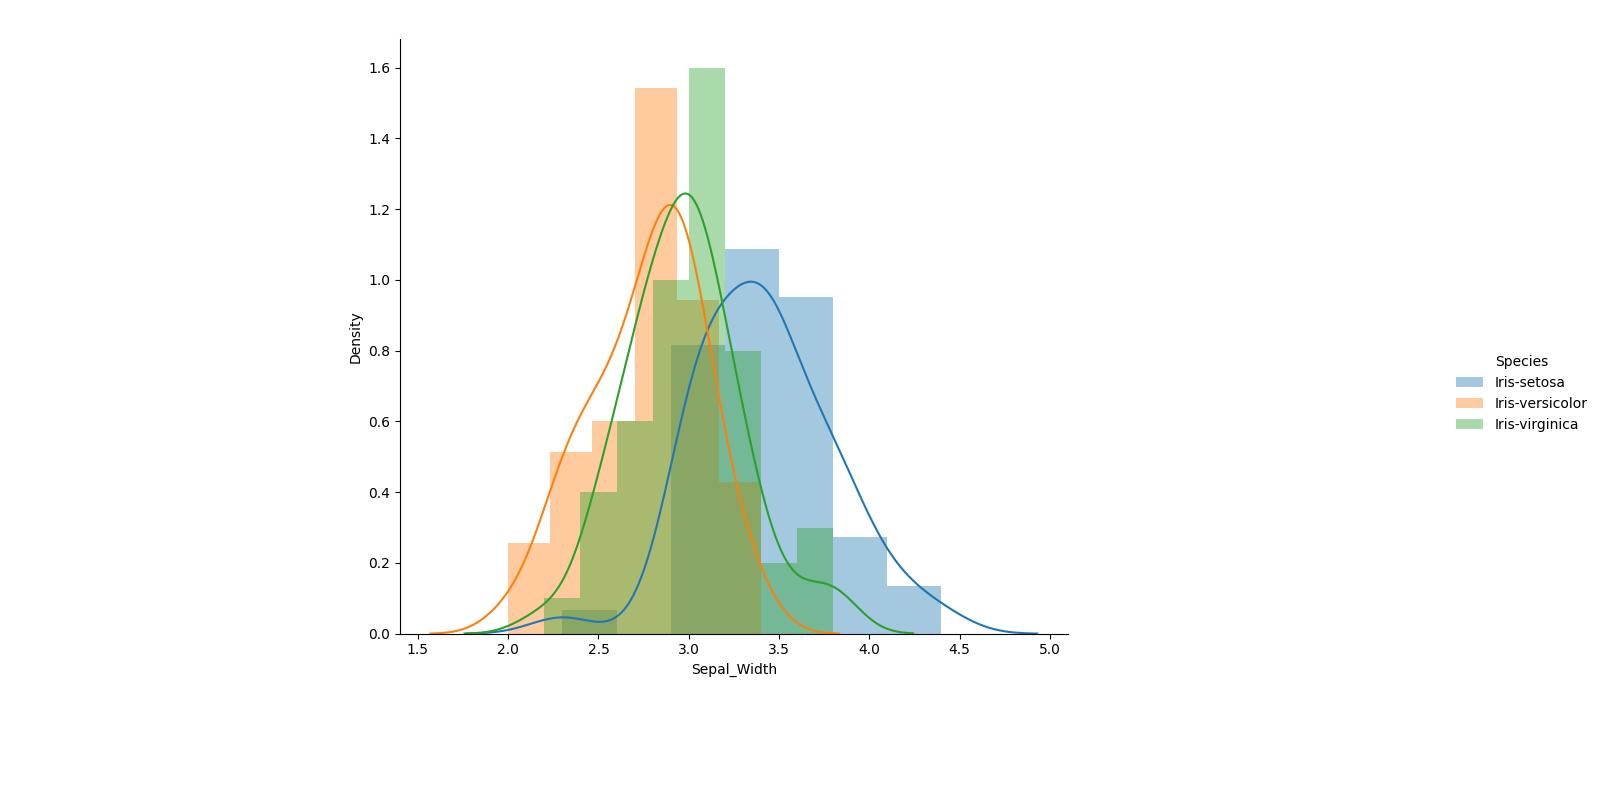 1.6
1.4
1.2
1.0
0.8
0.6
0.4
0.2
0.0
Density
1.5 2.0 2.5 3.0 3.5 4.0 4.5 5.0
Sepal_Width
Species
Iris-setosa
Iris-versicolor
Iris-virginica